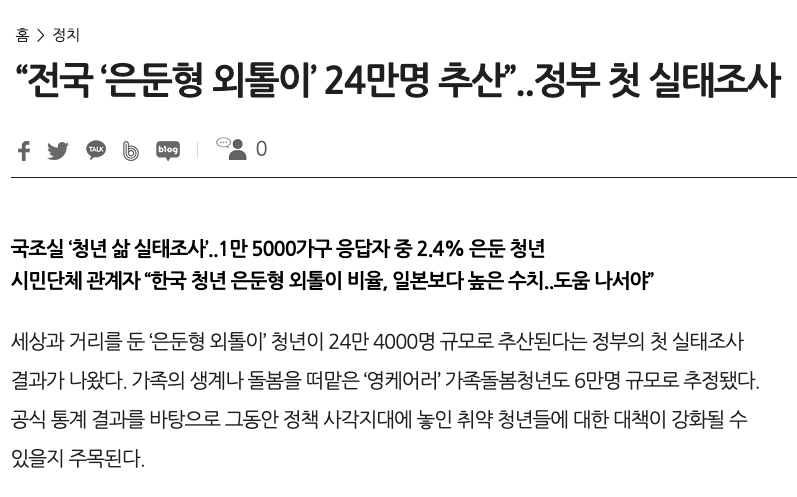 홈 > 정치
“전국 ‘은둔형 외톨이’ 24만명 추산”..정부 첫 실태조사
TALK blog 0
국조실 ‘청년 삶 실태조사’..1만 5000가구 응답자 중 2.4% 은둔 청년
시민단체 관계자 “한국 청년 은둔형 외톨이 비율, 일본보다 높은 수치..도움 나서야”
세상과 거리를 둔 ‘은둔형 외톨이’ 청년이 24만 4000명 규모로 추산된다는 정부의 첫 실태조사
결과가 나왔다. 가족의 생계나 돌봄을 떠맡은 ‘영케어러’ 가족돌봄청년도 6만명 규모로 추정됐다.
공식 통계 결과를 바탕으로 그동안 정책 사각지대에 놓인 취약 청년들에 대한 대책이 강화될 수
있을지 주목된다.